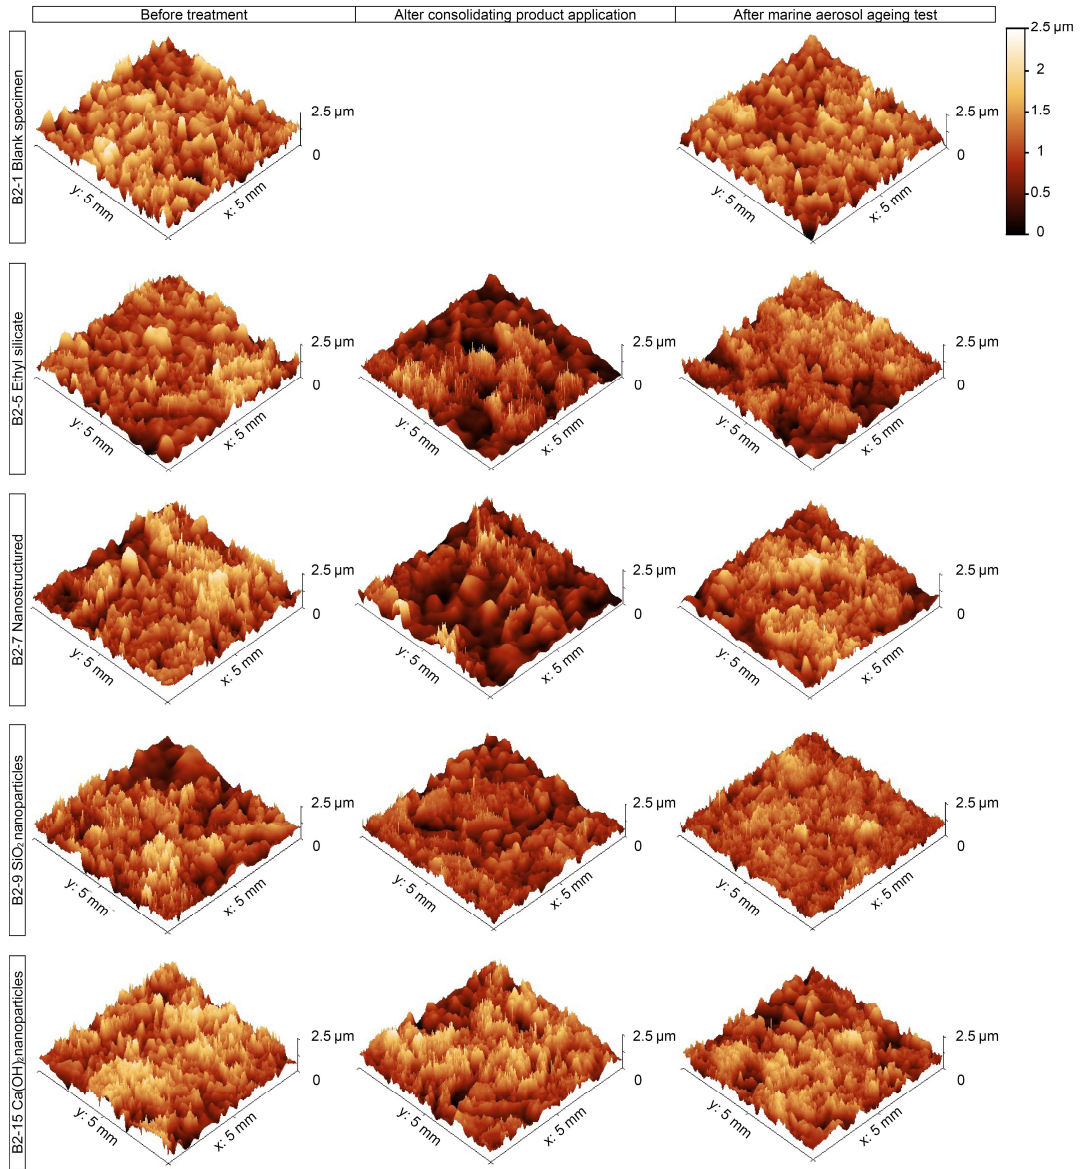 Before treatment
Alter consolidating product application
After marine aerosol ageing test
2.5 µm
2
1.5
1
0.5
0
B2-1 Blank specimen
2.5 µm
0
y: 5 mm
x: 5 mm
2.5 µm
0
y: 5 mm
x: 5 mm
B2-5 Ethyl silicate
2.5 µm
0
y: 5 mm
x: 5 mm
2.5 µm
0
y: 5 mm
x: 5 mm
2.5 µm
0
y: 5 mm
x: 5 mm
B2-7 Nanostructured
2.5 µm
0
y: 5 mm
x: 5 mm
2.5 µm
0
y: 5 mm
x: 5 mm
2.5 µm
0
y: 5 mm
x: 5 mm
B2-9 SiO₂ nanoparticles
2.5 µm
0
y: 5 mm
x: 5 mm
2.5 µm
0
y: 5 mm
x: 5 mm
2.5 µm
0
y: 5 mm
x: 5 mm
B2-15 Ca(OH)₂nanoparticles
2.5 µm
0
y: 5 mm
x: 5 mm
2.5 µm
0
y: 5 mm
x: 5 mm
2.5 µm
0
y: 5 mm
x: 5 mm